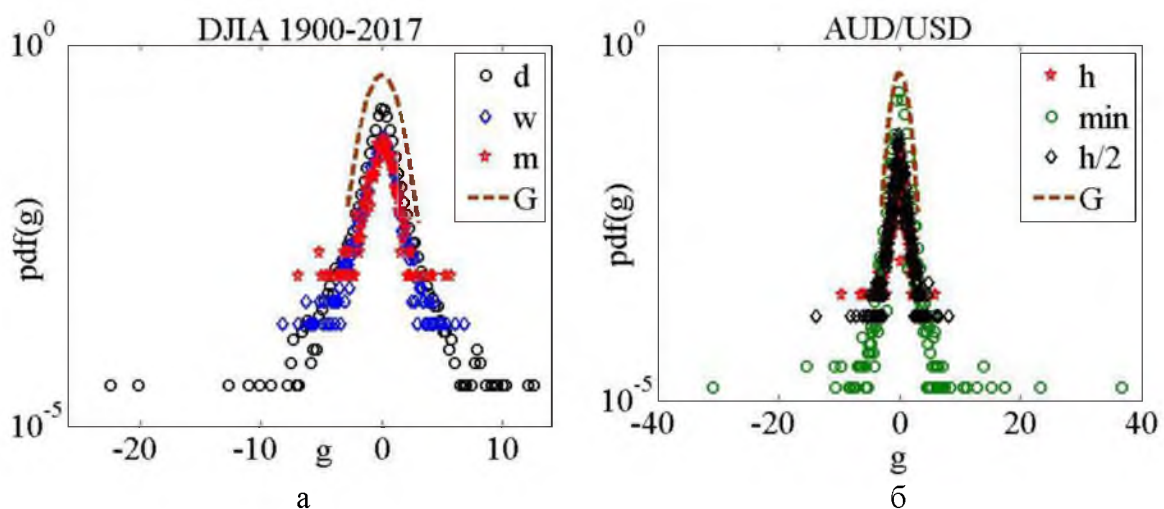 DJIA 1900-2017
10^0
d
w
m
G
pdf(g)
10^-5
-20
-10
0
10
g
а
AUD/USD
10^0
h
min
h/2
G
pdf(g)
10^-5
-40
-20
0
20
40
g
б